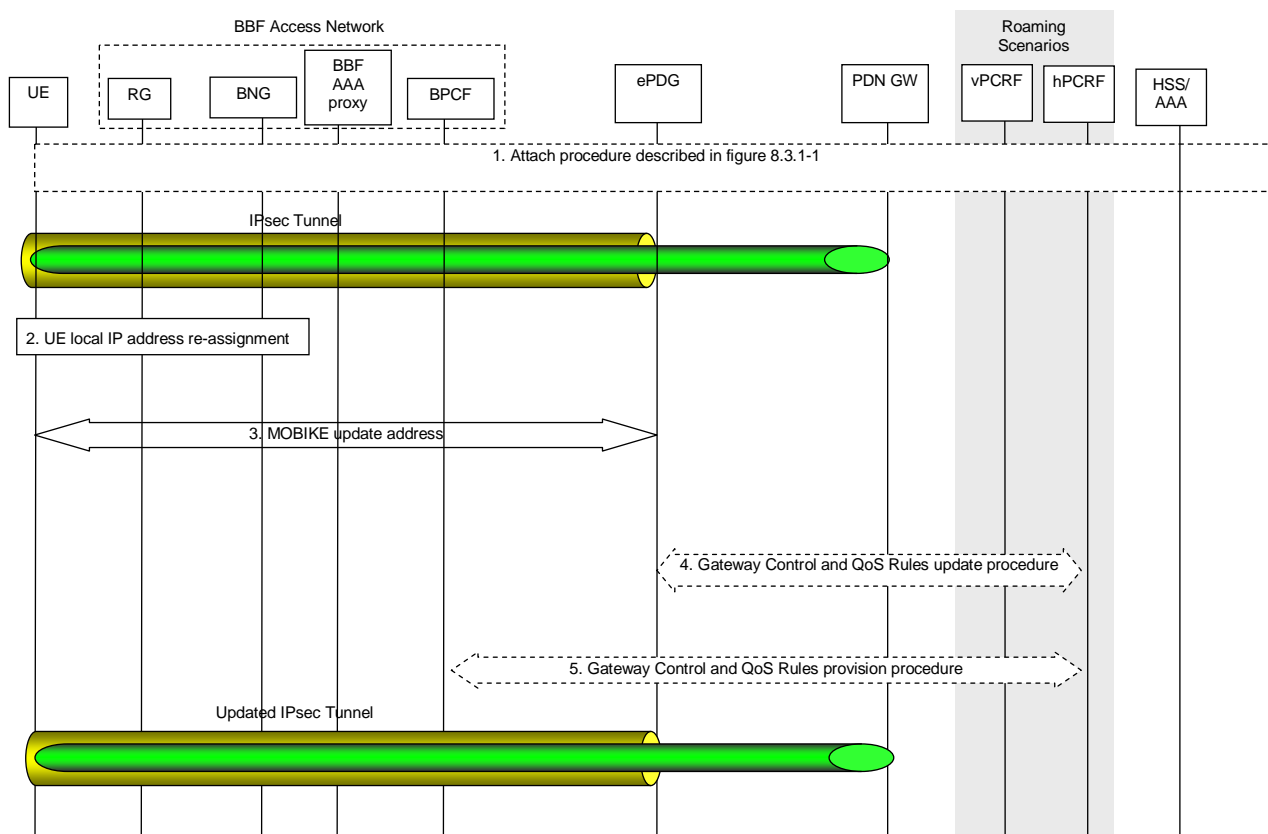 BBF Access Network
Roaming
Scenarios
UE
RG
BNG
BBF
AAA
proxy
BPCF
ePDG
PDN GW
vPCRF
hPCRF
HSS/
AAA
1. Attach procedure described in figure 8.3.1-1
IPsec Tunnel
2. UE local IP address re-assignment
3. MOBIKE update address
4. Gateway Control and QoS Rules update procedure
5. Gateway Control and QoS Rules provision procedure
Updated IPsec Tunnel